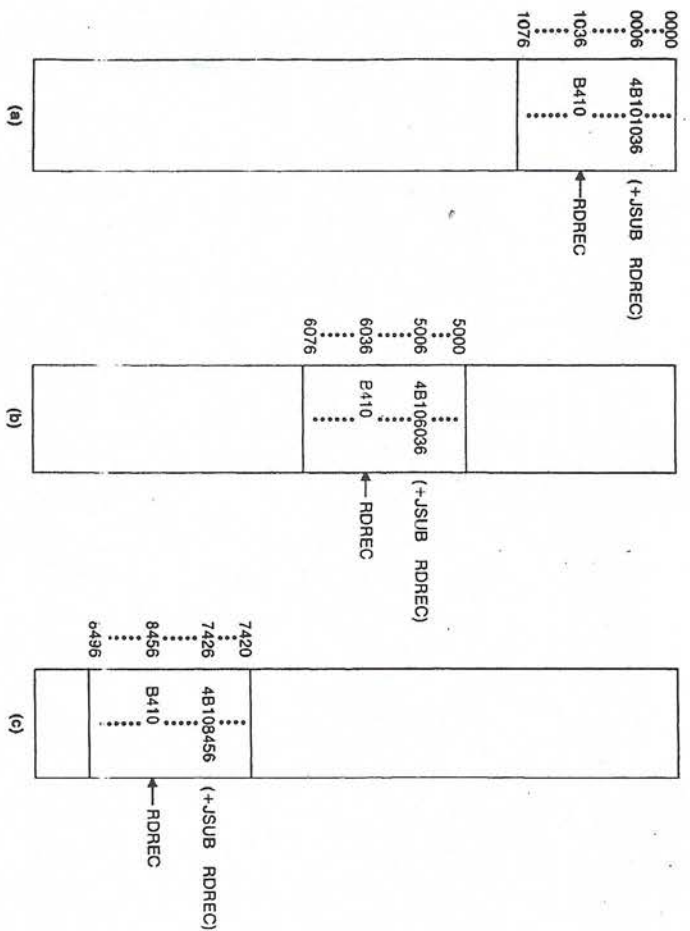 0000
0006 4B101036 (+JSUB RDREC)
1036 B410 ←RDREC
1076
(a)
5000
5006 4B106036 (+JSUB RDREC)
6036 B410 ←RDREC
6076
(b)
7420
7426 4B108456 (+JSUB RDREC)
8456 B410 ←RDREC
8496
(c)